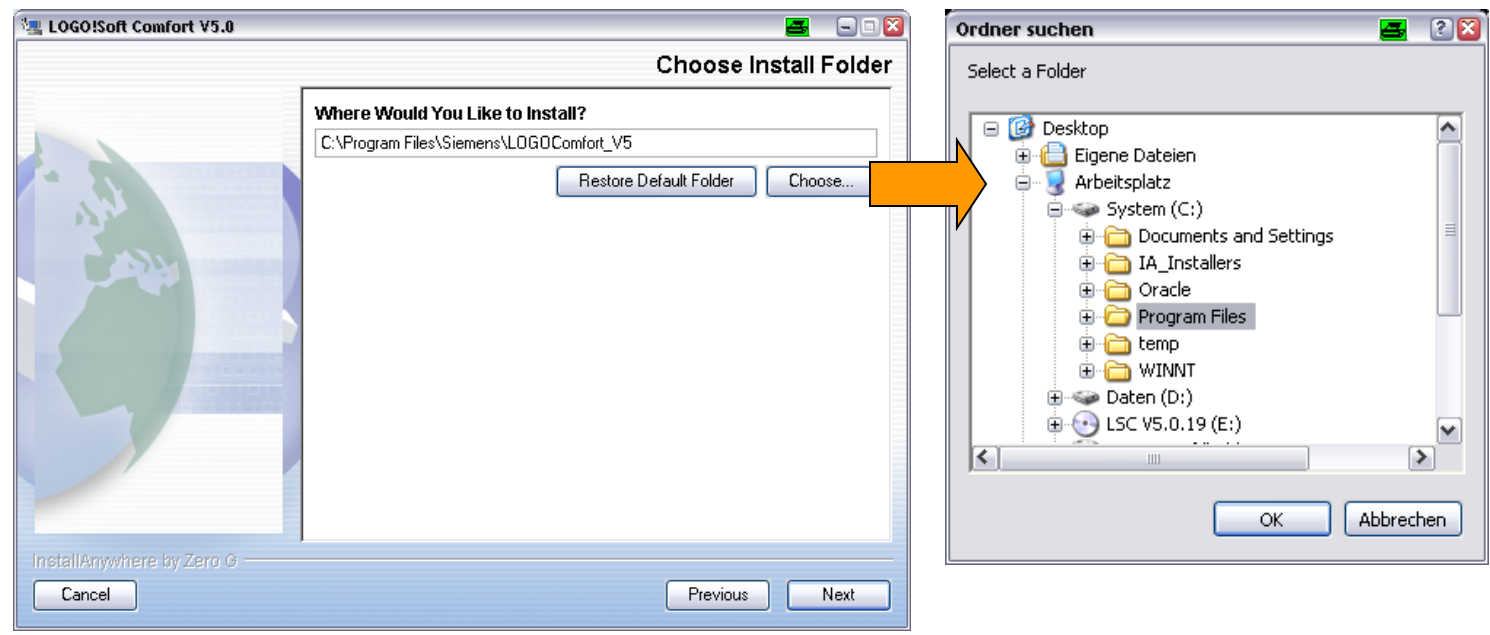 LOGO!Soft Comfort V5.0
Choose Install Folder
Where Would You Like to Install?
C:\Program Files\Siemens\LOGOComfort_V5
Restore Default Folder
Choose...
InstallAnywhere by Zero G
Cancel
Previous
Next
Ordner suchen
Select a Folder
Desktop
Eigene Dateien
Arbeitsplatz
System (C:)
Documents and Settings
IA_Installers
Oracle
Program Files
temp
WINNT
Daten (D:)
LSC V5.0.19 (E:)
OK
Abbrechen